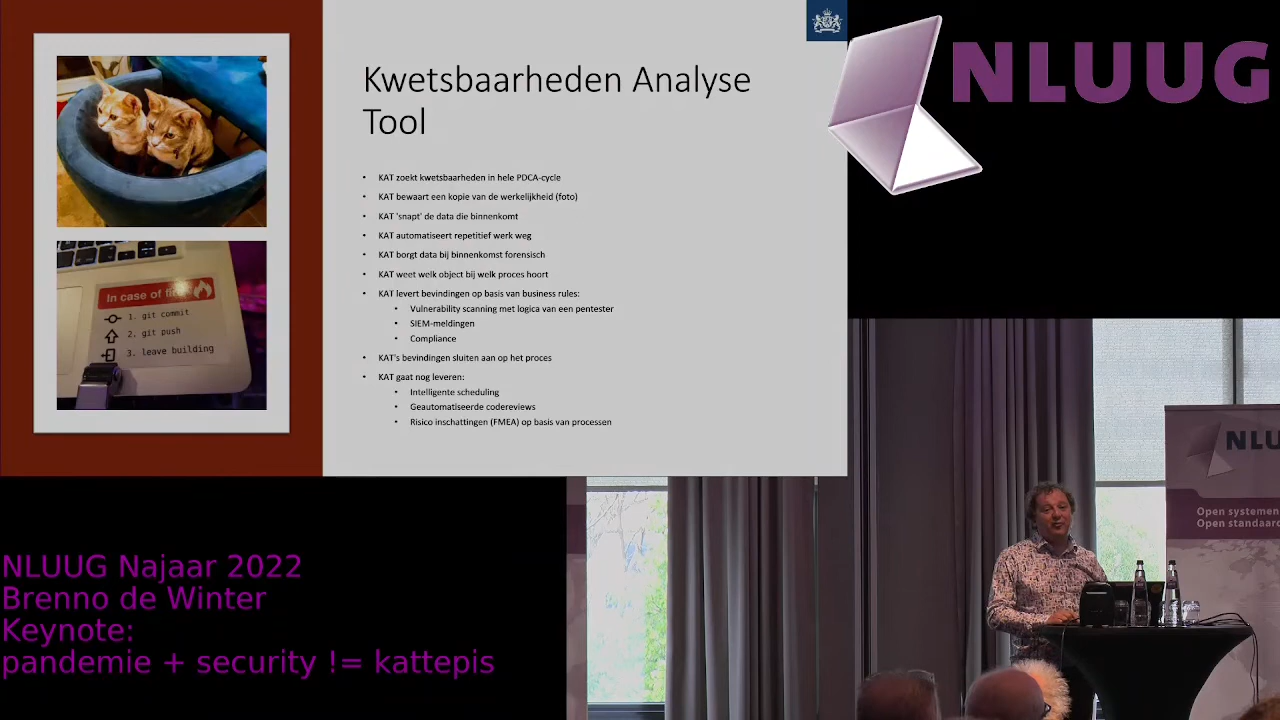 Kwetsbaarheden Analyse
Tool
• KAT zoekt kwetsbaarheden in hele PDCA-cycle
• KAT bewaart een kopie van de werkelijkheid (foto)
• KAT 'snapt' de data die binnenkomt
• KAT automatiseert repetitief werk weg
• KAT borgt data bij binnenkomst forensisch
• KAT weet welk object bij welk proces hoort
• KAT levert bevindingen op basis van business rules:
• Vulnerability scanning met logica van een pentester
• SIEM-meldingen
• Compliance
• KAT's bevindingen sluiten aan op het proces
• KAT gaat nog leveren:
• Intelligente scheduling
• Geautomatiseerde codereviews
• Risico inschattingen (FMEA) op basis van processen
In case of fire
1. git commit
2. git push
3. leave building
NLUUG
NLU
Open systemen
Open standaar
NLUUG Najaar 2022
Brenno de Winter
Keynote:
pandemie + security != kattepis